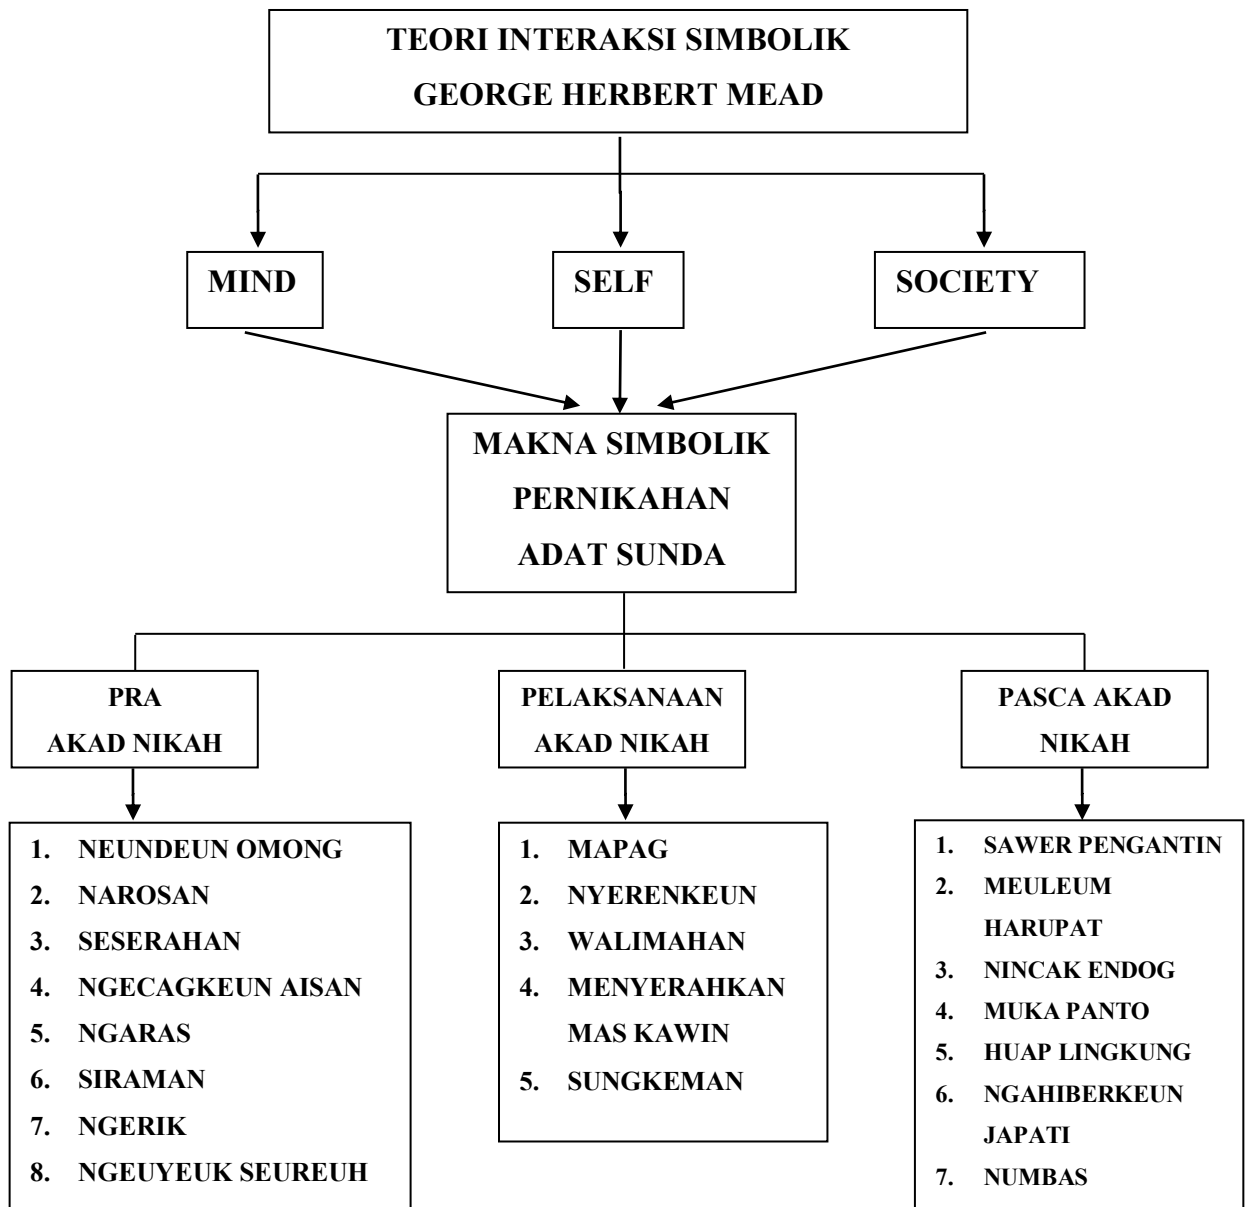 TEORI INTERAKSI SIMBOLIK
GEORGE HERBERT MEAD
MIND
SELF
SOCIETY
MAKNA SIMBOLIK
PERNIKAHAN
ADAT SUNDA
PRA
AKAD NIKAH
PELAKSANAAN
AKAD NIKAH
PASCA AKAD
NIKAH
1. NEUNDEUN OMONG
2. NAROSAN
3. SESERAHAN
4. NGECAGKEUN AISAN
5. NGARAS
6. SIRAMAN
7. NGERIK
8. NGEUYEUK SEUREUH
1. MAPAG
2. NYERENKEUN
3. WALIMAHAN
4. MENYERAHKAN
MAS KAWIN
5. SUNGKEMAN
1. SAWER PENGANTIN
2. MEULEUM
HARUPAT
3. NINCAK ENDOG
4. MUKA PANTO
5. HUAP LINGKUNG
6. NGAHIBERKEUN
JAPATI
7. NUMBAS